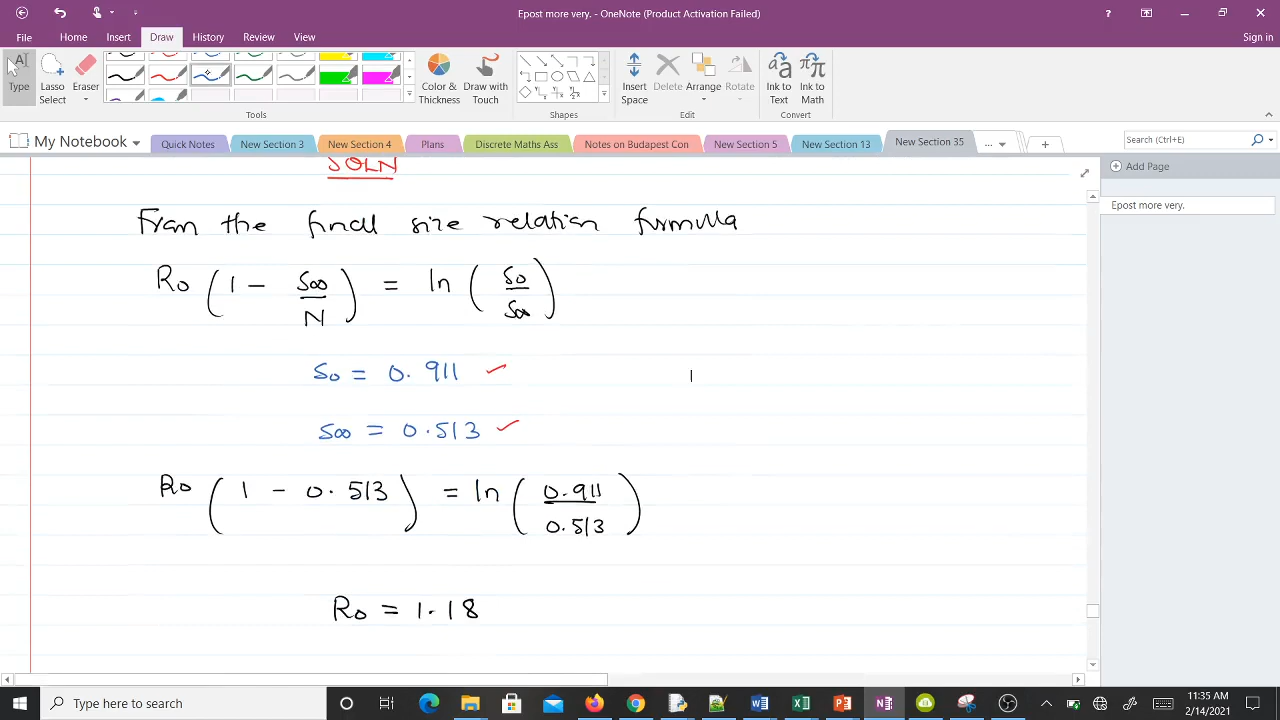 Epost more very. - OneNote (Product Activation Failed)
File Home Insert Draw History Review View Sign in
Type Lasso Select Eraser Color & Thickness Draw with Touch Insert Space Delete Arrange Rotate Ink to Text Ink to Math
Tools Shapes Edit Convert
My Notebook Quick Notes New Section 3 New Section 4 Plans Discrete Maths Ass Notes on Budapest Con New Section 5 New Section 13 New Section 35 ... Search (Ctrl+E)
Add Page
Epost more very.
SOLN
From the final size relation formula
R₀ (1 - S∞/N) = ln (S₀/S∞)
S₀ = 0.911 ✓
S∞ = 0.513 ✓
R₀ (1 - 0.513) = ln (0.911/0.513)
R₀ = 1.18
Type here to search
11:35 AM
2/14/2021